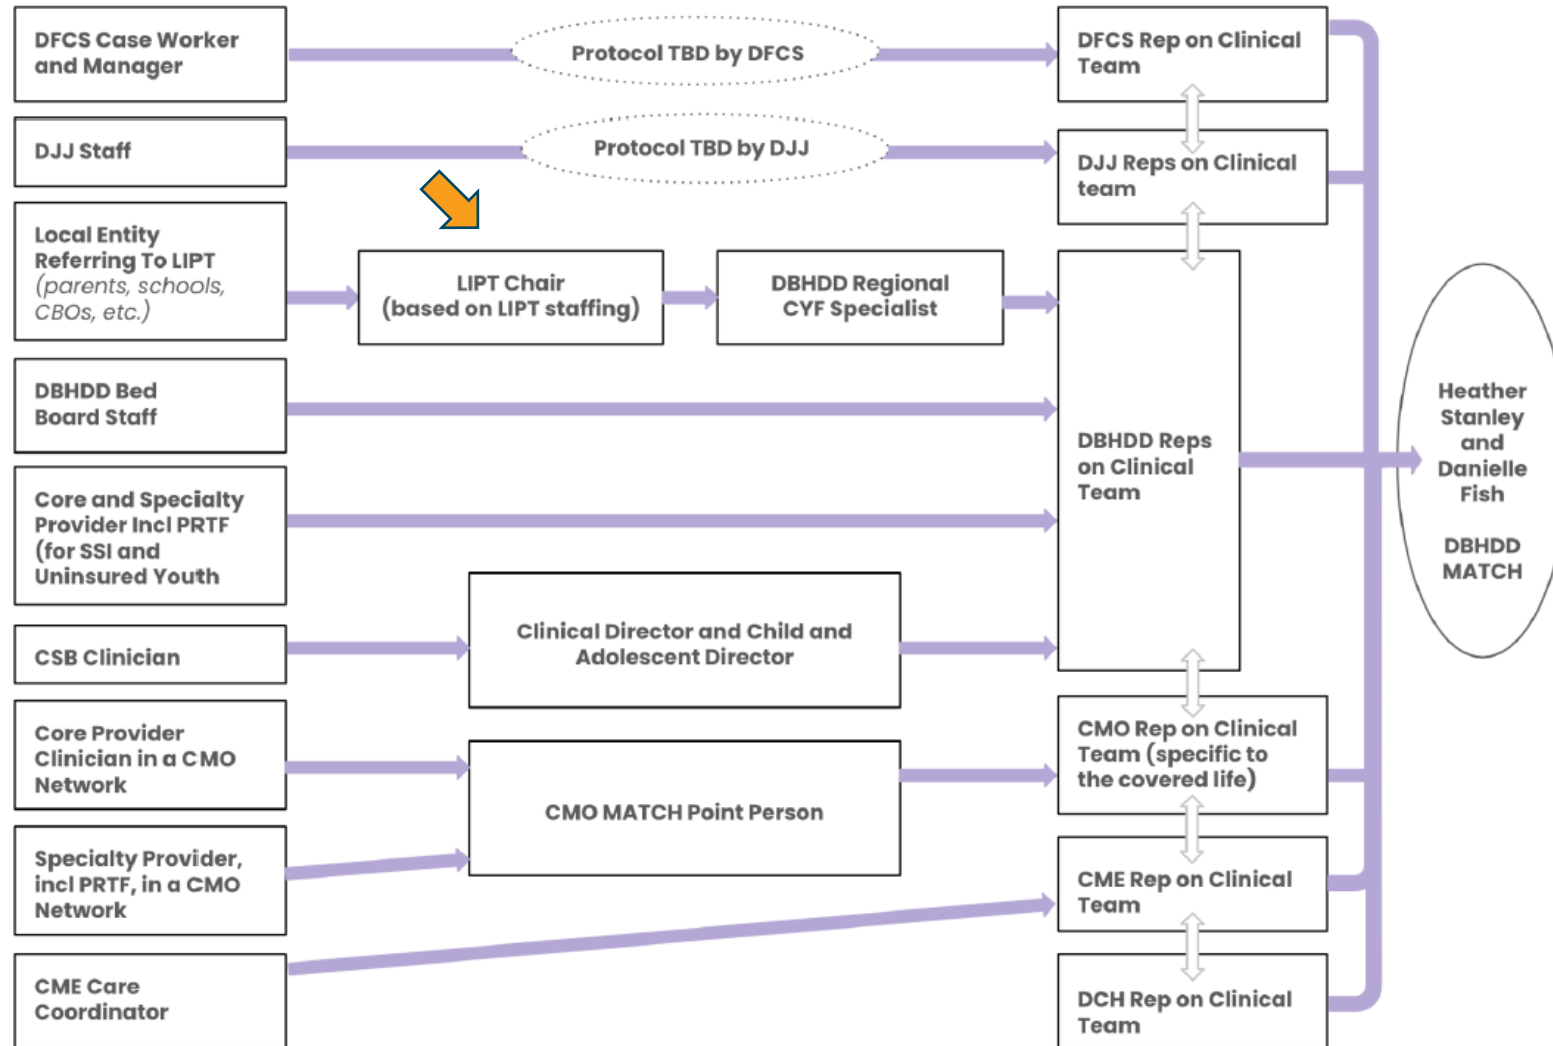 DFCS Case Worker
and Manager
Protocol TBD by DFCS
DFCS Rep on Clinical
Team
DJJ Staff
Protocol TBD by DJJ
DJJ Reps on Clinical
team
Local Entity
Referring To LIPT
(parents, schools,
CBOs, etc.)
LIPT Chair
(based on LIPT staffing)
DBHDD Regional
CYF Specialist
DBHDD Bed
Board Staff
Core and Specialty
Provider Incl PRTF
(for SSI and
Uninsured Youth
DBHDD Reps
on Clinical
Team
Heather
Stanley
and
Danielle
Fish
DBHDD
MATCH
CSB Clinician
Clinical Director and Child and
Adolescent Director
Core Provider
Clinician in a CMO
Network
CMO MATCH Point Person
CMO Rep on Clinical
Team (specific to
the covered life)
Specialty Provider,
incl PRTF, in a CMO
Network
CME Rep on Clinical
Team
CME Care
Coordinator
DCH Rep on Clinical
Team